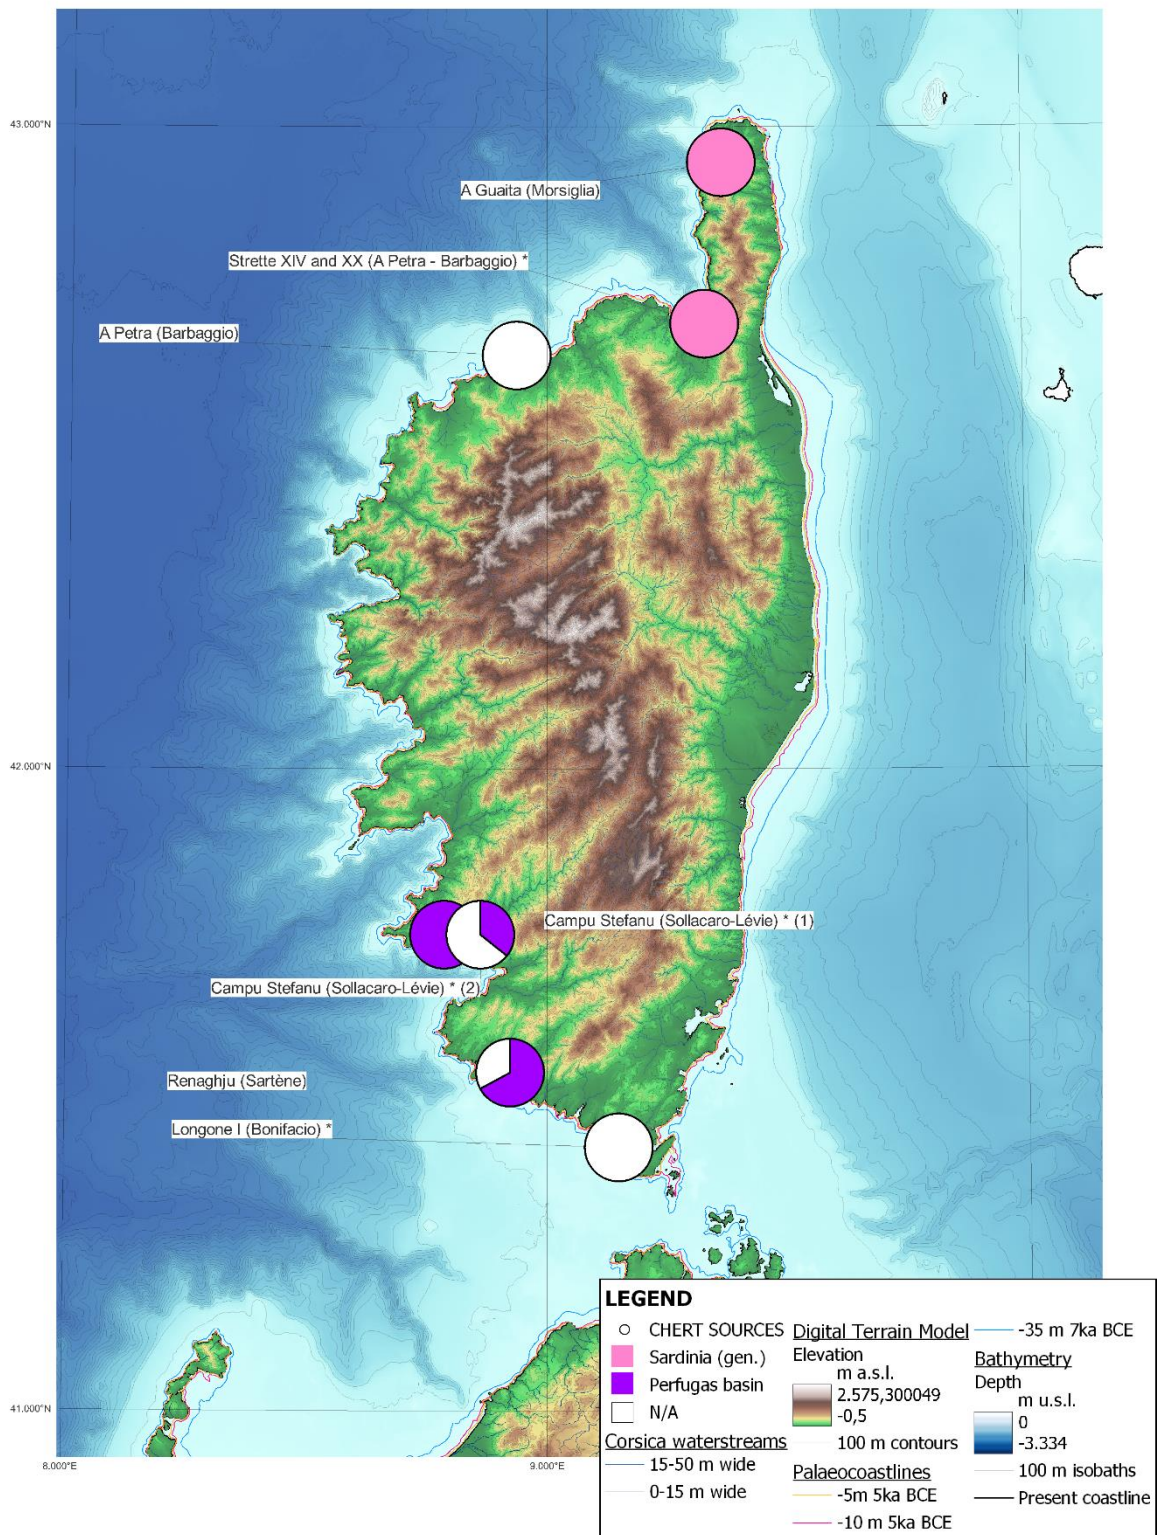 43.000°N
A Guaita (Morsiglia)
Strette XIV and XX (A Petra - Barbaggio) *
A Petra (Barbaggio)
42.000°N
Campu Stefanu (Sollacaro-Lévie) * (1)
Campu Stefanu (Sollacaro-Lévie) * (2)
Renaghju (Sartène)
Longone I (Bonifacio) *
41.000°N
8.000°E
9.000°E
LEGEND
CHERT SOURCES
Sardinia (gen.)
Perfugas basin
N/A
Corsica waterstreams
15-50 m wide
0-15 m wide
Digital Terrain Model
Elevation
m a.s.l.
2.575,300049
-0,5
100 m contours
Palaeocoastlines
-5m 5ka BCE
-10 m 5ka BCE
-35 m 7ka BCE
Bathymetry
Depth
m u.s.l.
0
-3.334
100 m isobaths
Present coastline